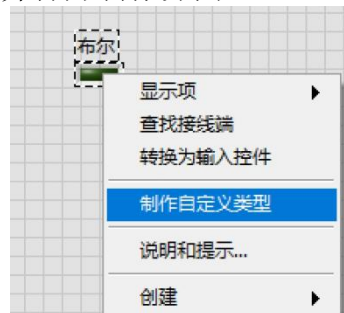 布尔
显示项
查找接线端
转换为输入控件
制作自定义类型
说明和提示...
创建